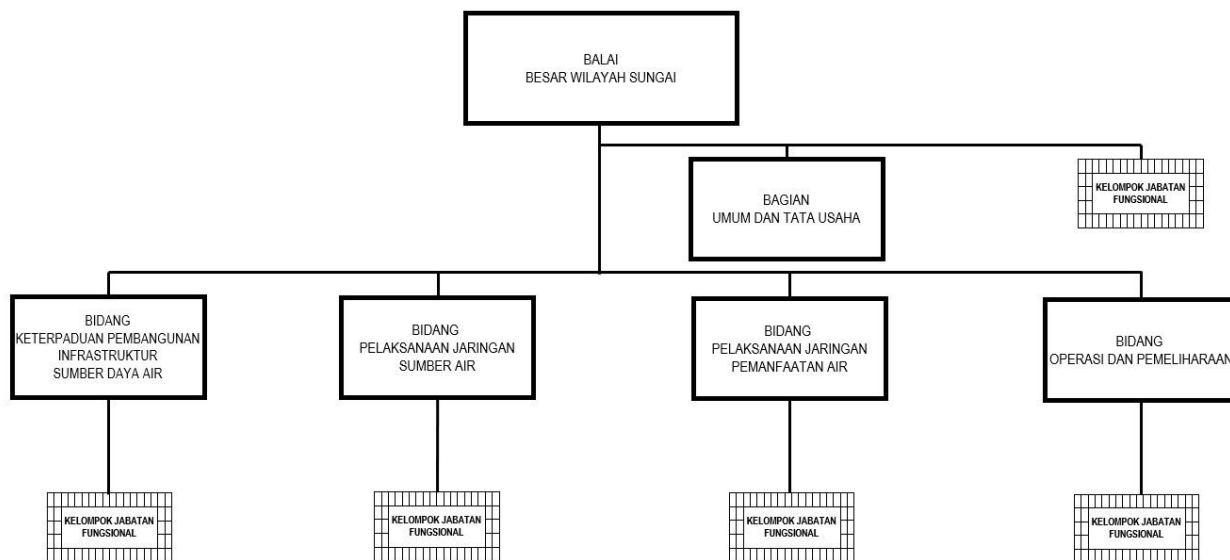 BALAI
BESAR WILAYAH SUNGAI
BAGIAN
UMUM DAN TATA USAHA
KELOMPOK JABATAN
FUNGSIONAL
BIDANG
KETERPADUAN PEMBANGUNAN
INFRASTRUKTUR
SUMBER DAYA AIR
BIDANG
PELAKSANAAN JARINGAN
SUMBER AIR
BIDANG
PELAKSANAAN JARINGAN
PEMANFAATAN AIR
BIDANG
OPERASI DAN PEMELIHARAAN
KELOMPOK JABATAN
FUNGSIONAL
KELOMPOK JABATAN
FUNGSIONAL
KELOMPOK JABATAN
FUNGSIONAL
KELOMPOK JABATAN
FUNGSIONAL